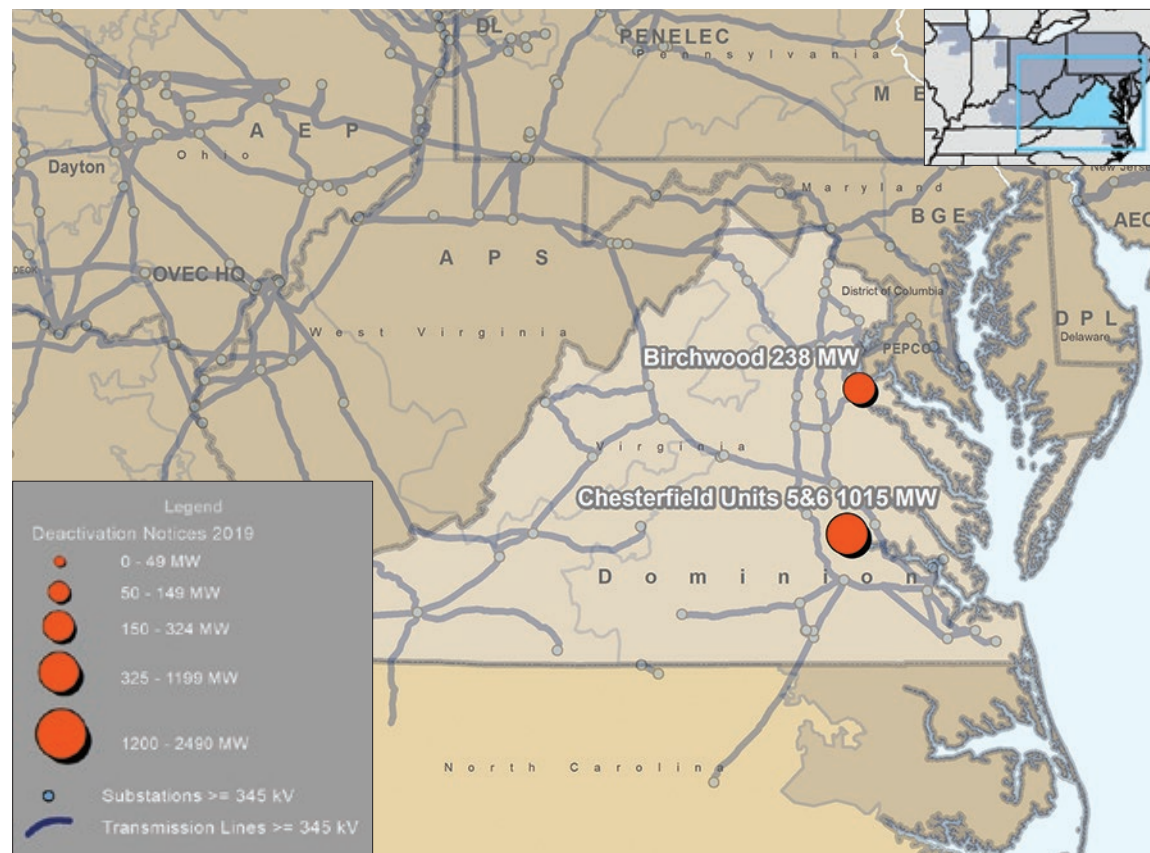 DL
PENELEC
Pennsylvania
ME
AEP
Ohio
Dayton
Maryland
New Jersey
BGE
AEC
APS
DEOK
OVEC HQ
District of Columbia
West Virginia
DPL
Delaware
PEPCO
Birchwood 238 MW
Virginia
Chesterfield Units 5&6 1015 MW
Dominion
North Carolina
Legend
Deactivation Notices 2019
0 - 49 MW
50 - 149 MW
150 - 324 MW
325 - 1199 MW
1200 - 2490 MW
Substations >= 345 kV
Transmission Lines >= 345 kV